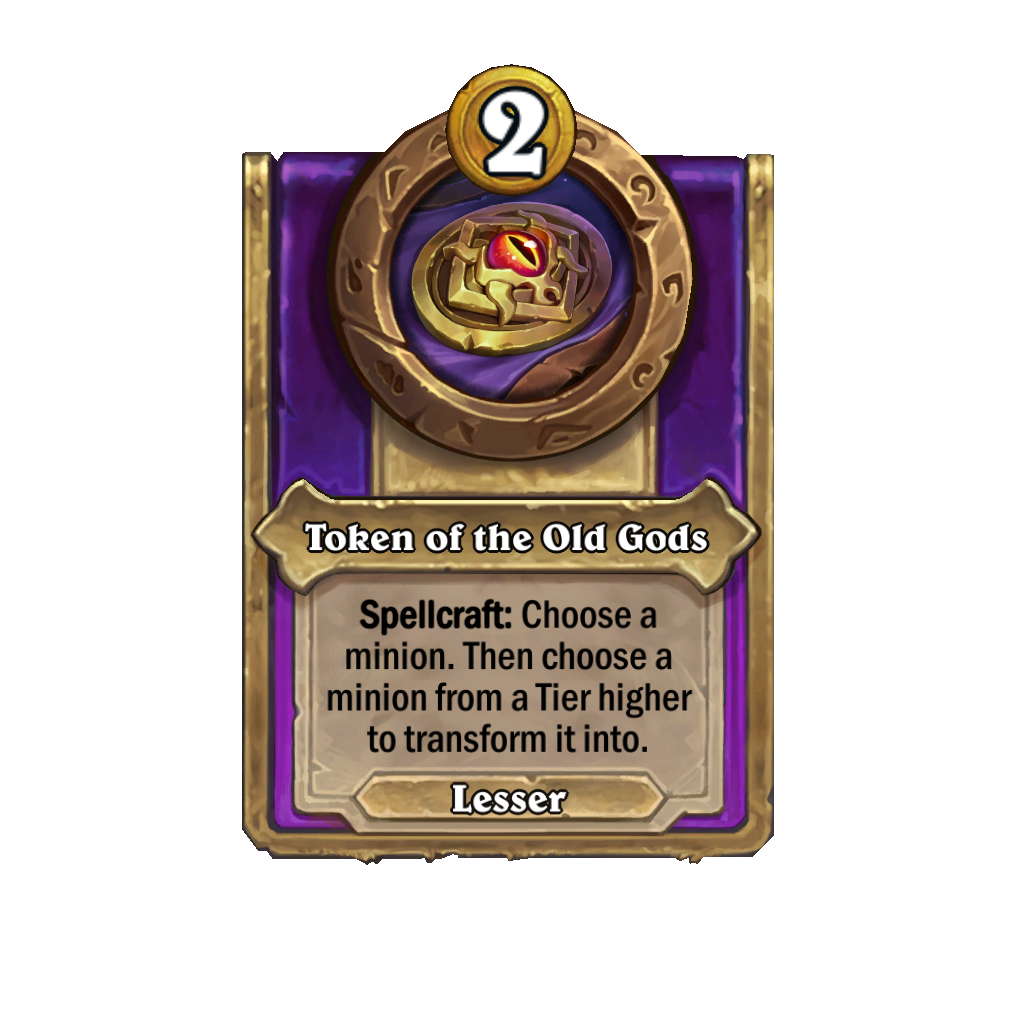 2
Token of the Old Gods
Spellcraft: Choose a
minion. Then choose a
minion from a Tier higher
to transform it into.
Lesser